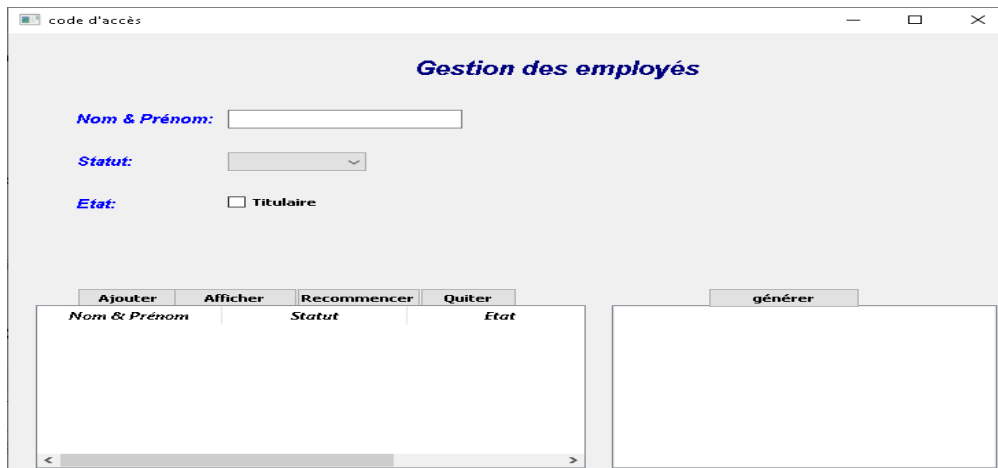 code d'accès
Gestion des employés
Nom & Prénom:
Statut:
Etat:
Titulaire
Ajouter Afficher Recommencer Quiter générer
Nom & Prénom Statut Etat